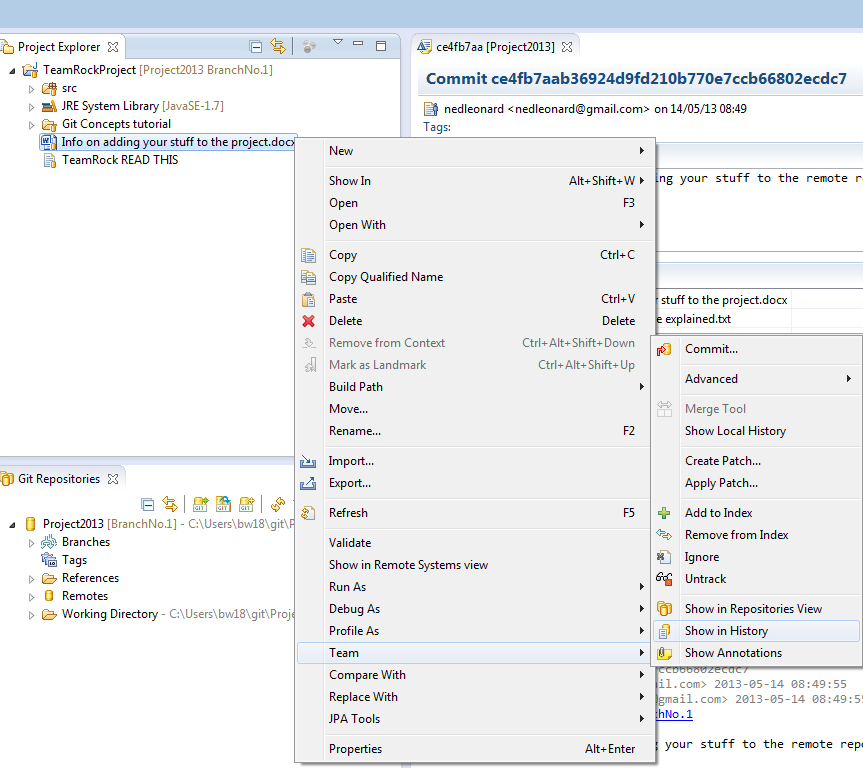 Project Explorer
TeamRockProject [Project2013 BranchNo.1]
src
JRE System Library [JavaSE-1.7]
Git Concepts tutorial
Info on adding your stuff to the project.docx
TeamRock READ THIS
ce4fb7aa [Project2013]
Commit ce4fb7aab36924d9fd210b770e7ccb66802ecdc7
nedleonard <nedleonard@gmail.com> on 14/05/13 08:49
Tags:
ing your stuff to the remote re
stuff to the project.docx
e explained.txt
New
Show In Alt+Shift+W
Open F3
Open With
Copy Ctrl+C
Copy Qualified Name
Paste Ctrl+V
Delete Delete
Remove from Context Ctrl+Alt+Shift+Down
Mark as Landmark Ctrl+Alt+Shift+Up
Build Path
Move...
Rename... F2
Import...
Export...
Refresh F5
Validate
Show in Remote Systems view
Run As
Debug As
Profile As
Team
Compare With
Replace With
JPA Tools
Properties Alt+Enter
Commit...
Advanced
Merge Tool
Show Local History
Create Patch...
Apply Patch...
Add to Index
Remove from Index
Ignore
Untrack
Show in Repositories View
Show in History
Show Annotations
Git Repositories
GIT GIT GIT
Project2013 [BranchNo.1] - C:\Users\bw18\git\P
Branches
Tags
References
Remotes
Working Directory - C:\Users\bw18\git\Proje
ccb66802ecdc7
il.com> 2013-05-14 08:49:55
gmail.com> 2013-05-14 08:49:55
hNo.1
g your stuff to the remote repo